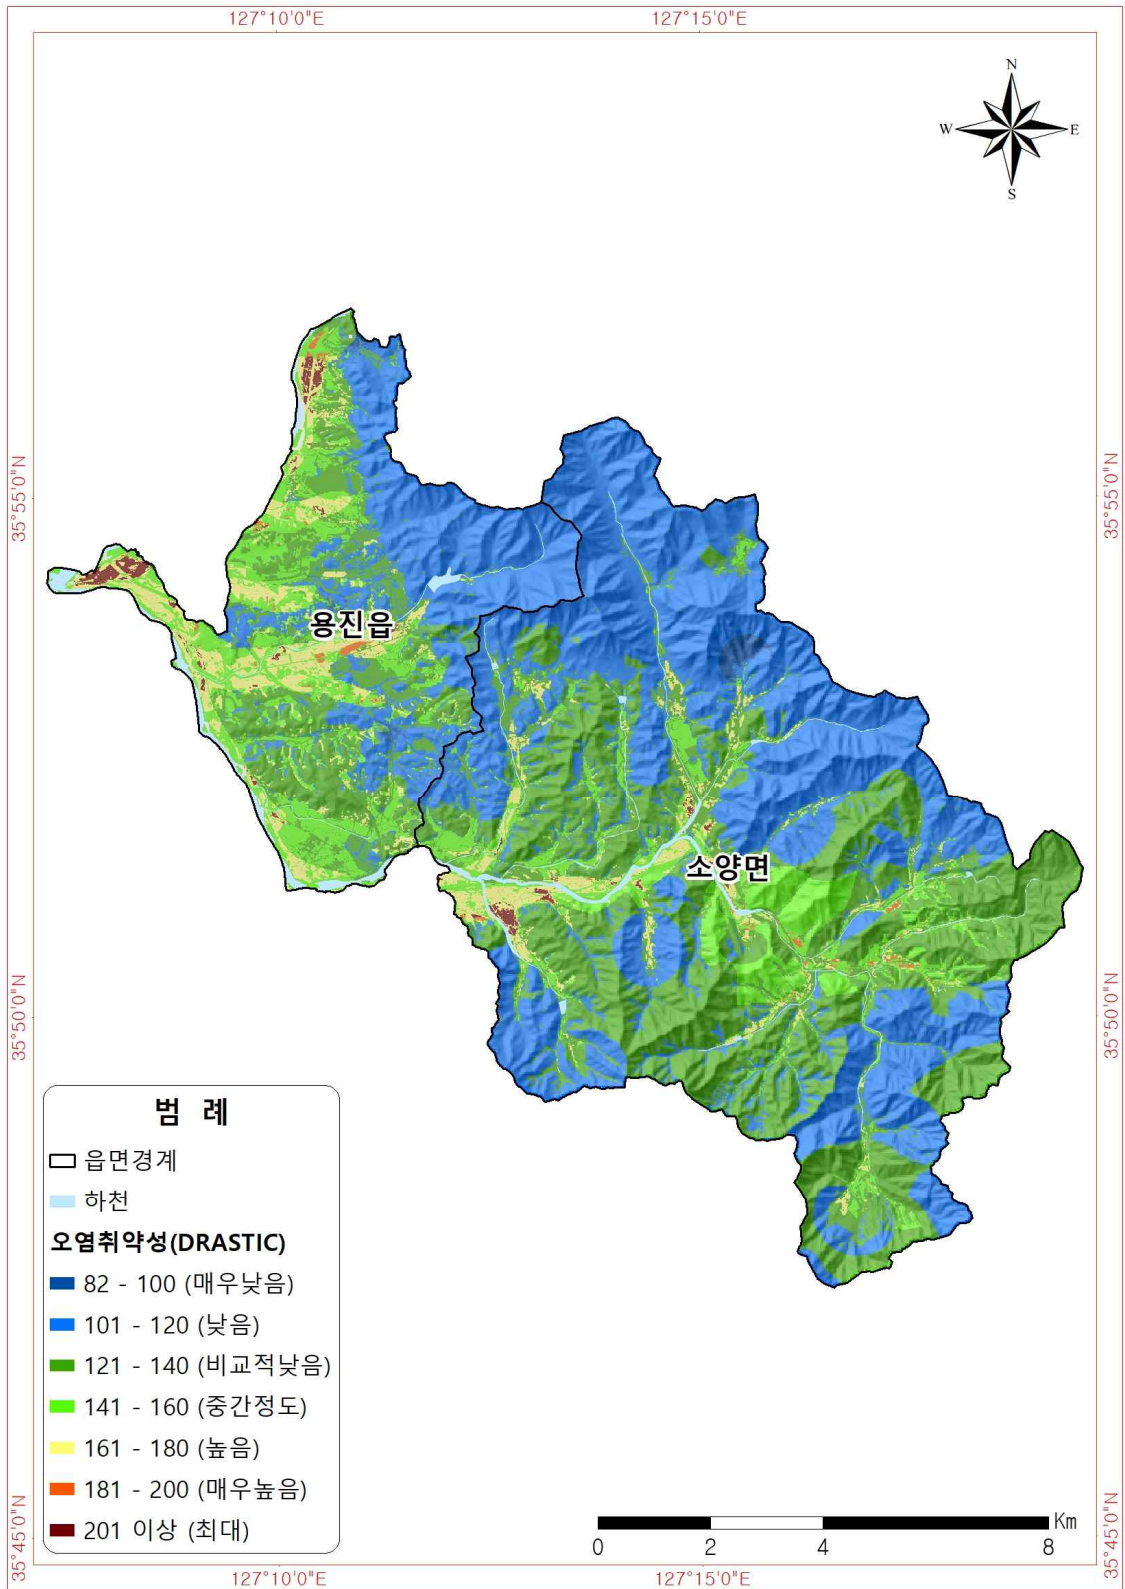 127°10'0"E 127°15'0"E
N
W E
S
35°55'0"N 35°55'0"N
용진읍
소양면
35°50'0"N 35°50'0"N
범 례
읍면경계
하천
오염취약성(DRASTIC)
82 - 100 (매우낮음)
101 - 120 (낮음)
121 - 140 (비교적낮음)
141 - 160 (중간정도)
161 - 180 (높음)
181 - 200 (매우높음)
201 이상 (최대)
Km
0 2 4 8
35°45'0"N 35°45'0"N
127°10'0"E 127°15'0"E